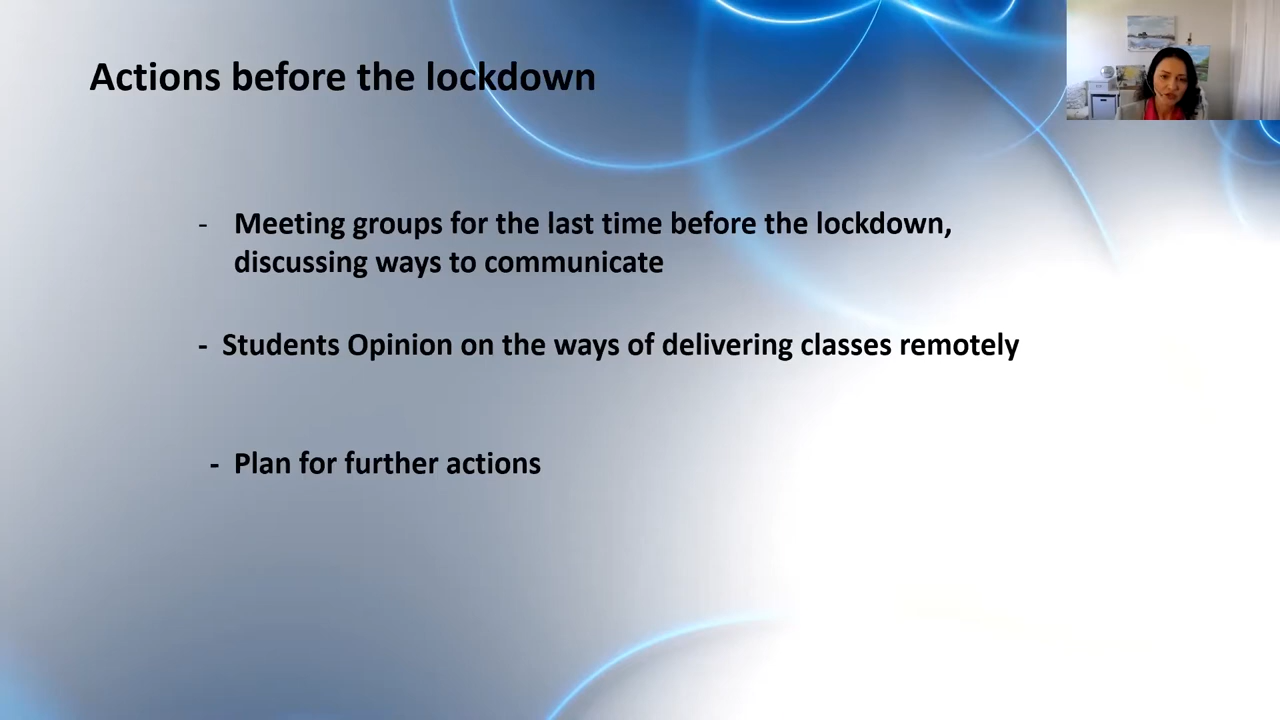 Actions before the lockdown
- Meeting groups for the last time before the lockdown,
discussing ways to communicate
- Students Opinion on the ways of delivering classes remotely
- Plan for further actions